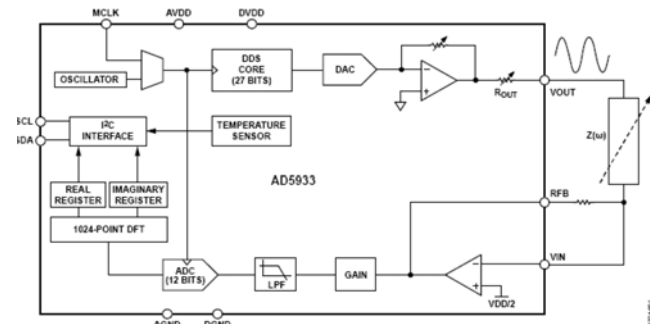 MCLK AVDD DVDD
OSCILLATOR
DDS
CORE
(27 BITS)
DAC
ROUT
VOUT
SCL
SDA
I2C
INTERFACE
TEMPERATURE
SENSOR
Z(ω)
AD5933
REAL
REGISTER
IMAGINARY
REGISTER
RFB
1024-POINT DFT
ADC
(12 BITS)
LPF
GAIN
VIN
VDD/2
AGND DGND